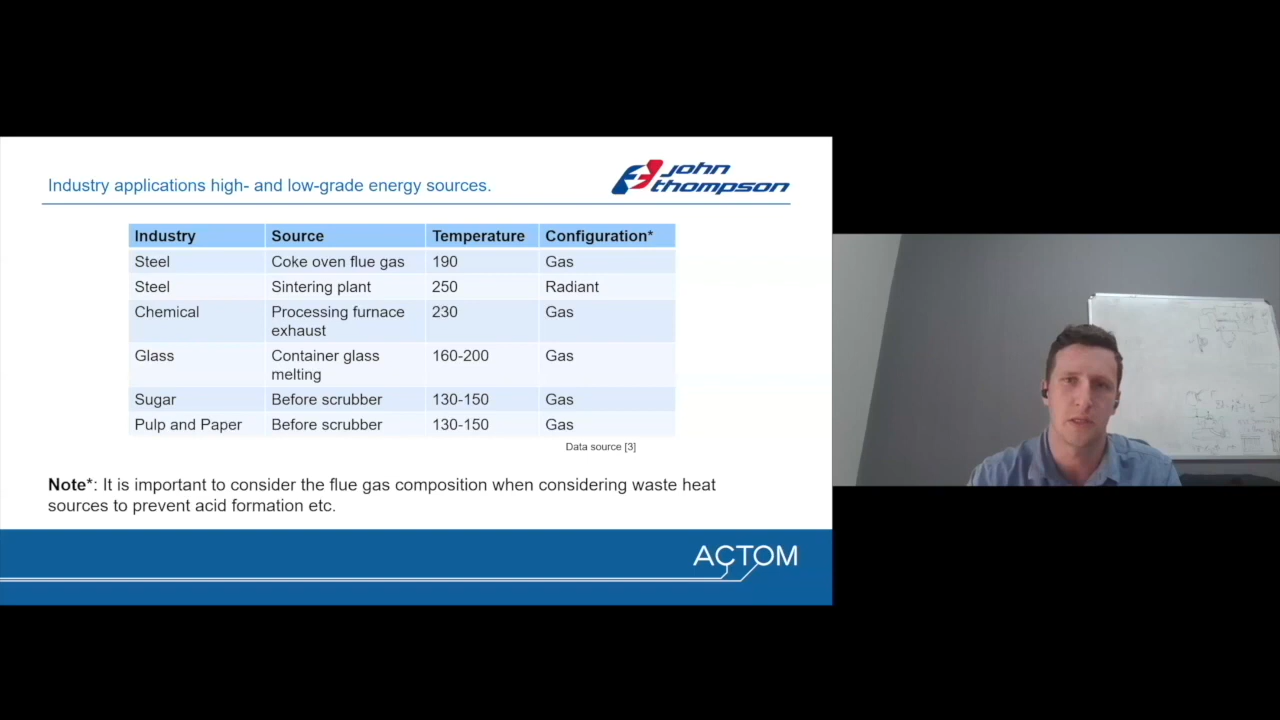 Industry applications high- and low-grade energy sources.
john
thompson
Industry Source Temperature Configuration*
Steel Coke oven flue gas 190 Gas
Steel Sintering plant 250 Radiant
Chemical Processing furnace exhaust 230 Gas
Glass Container glass melting 160-200 Gas
Sugar Before scrubber 130-150 Gas
Pulp and Paper Before scrubber 130-150 Gas
Data source [3]
Note*: It is important to consider the flue gas composition when considering waste heat
sources to prevent acid formation etc.
ACTOM